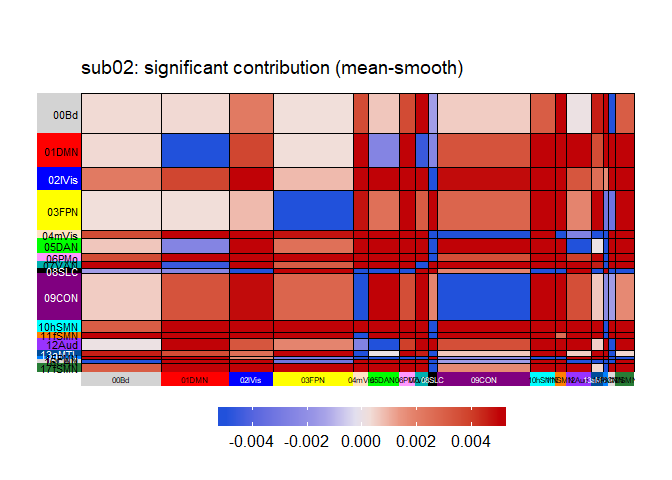 sub02: significant contribution (mean-smooth)
00Bd
01DMN
02lVis
03FPN
04mVis
05DAN
06PMo
08SLC
09CON
10hSMN
11fSMN
12Aud
17fSMN
00Bd 01DMN 02lVis 03FPN 04mVis 05DAN 08SLC 09CON 10hSMN
-0.004 -0.002 0.000 0.002 0.004